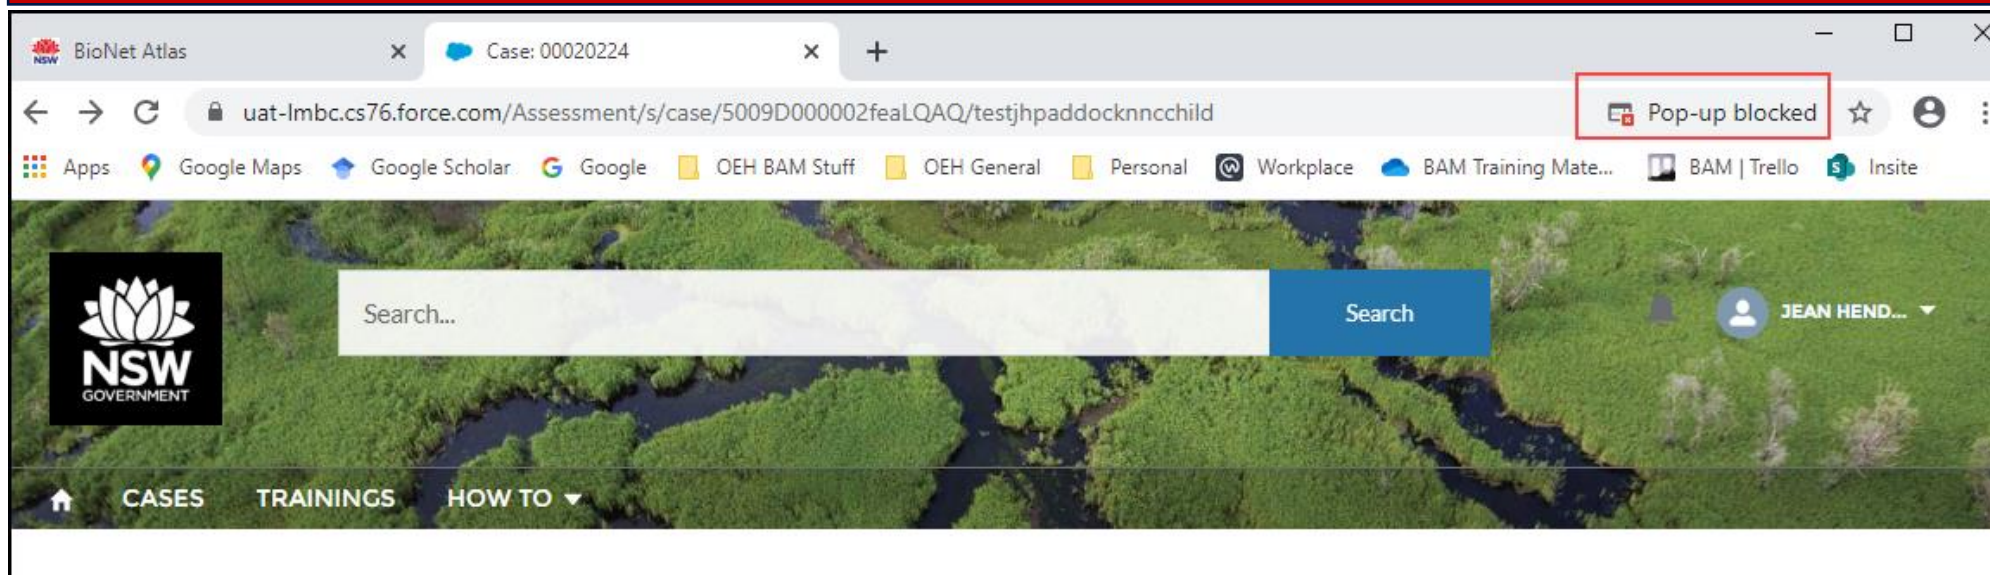 BioNet Atlas
Case: 00020224
uat-lmbc.cs76.force.com/Assessment/s/case/5009D000002feaLQAQ/testjhpaddocknncchild
Pop-up blocked
Apps Google Maps Google Scholar Google OEH BAM Stuff OEH General Personal Workplace BAM Training Mate... BAM | Trello Insite
NSW
GOVERNMENT
Search...
Search
JEAN HEND...
CASES TRAININGS HOW TO